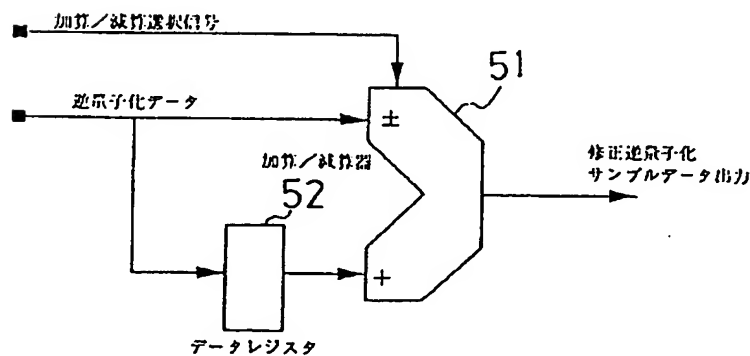 加算／減算選択信号
51
逆量子化データ
±
加算／減算器
修正逆量子化
サンプルデータ出力
52
+
データレジスタ